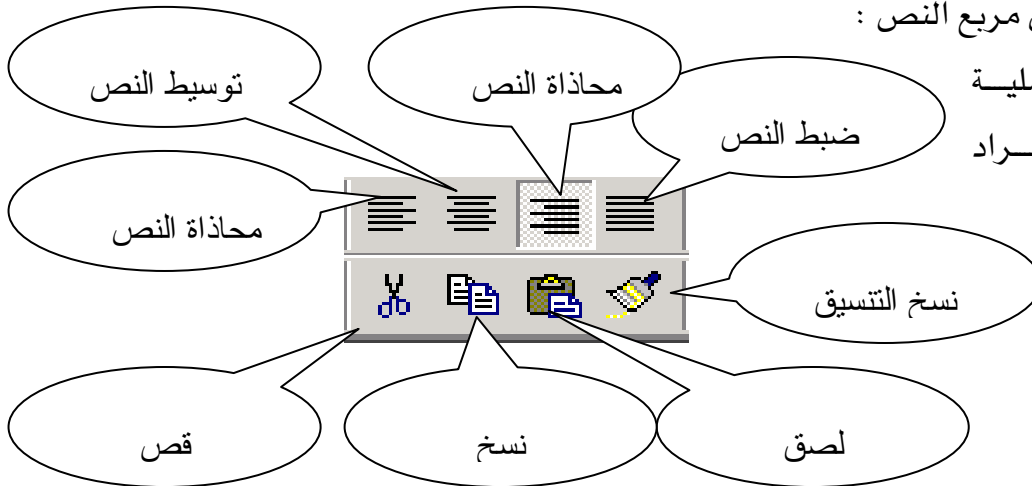 مربع النص :
توسيط النص
محاذاة النص
ضبط النص
محاذاة النص
نسخ التنسيق
قص
نسخ
لصق